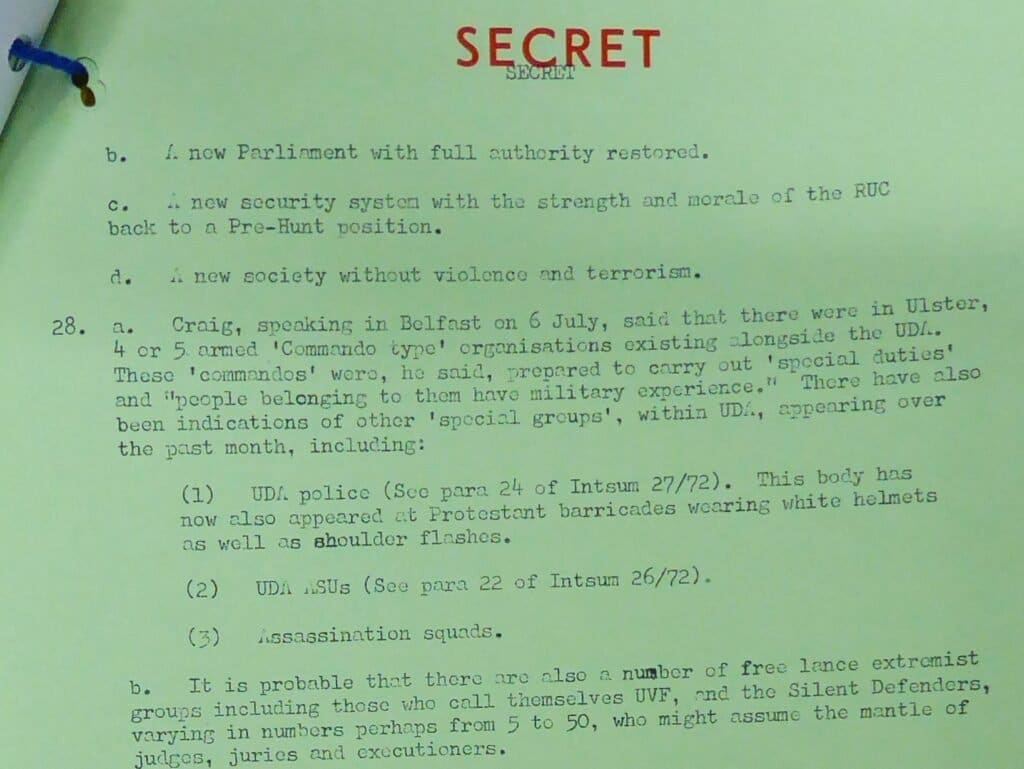 SECRET
SECRET
b. A new Parliament with full authority restored.
c. A new security system with the strength and morale of the RUC
back to a Pre-Hunt position.
d. A new society without violence and terrorism.
28. a. Craig, speaking in Belfast on 6 July, said that there were in Ulster,
4 or 5 armed 'Commando type' organisations existing alongside the UDA.
These 'commandos' were, he said, prepared to carry out 'special duties'
and "people belonging to them have military experience." There have also
been indications of other 'special groups', within UDA, appearing over
the past month, including:
(1) UDA police (See para 24 of Intsum 27/72). This body has
now also appeared at Protestant barricades wearing white helmets
as well as shoulder flashes.
(2) UDA ASUs (See para 22 of Intsum 26/72).
(3) Assassination squads.
b. It is probable that there are also a number of free lance extremist
groups including those who call themselves UVF, and the Silent Defenders,
varying in numbers perhaps from 5 to 50, who might assume the mantle of
judges, juries and executioners.